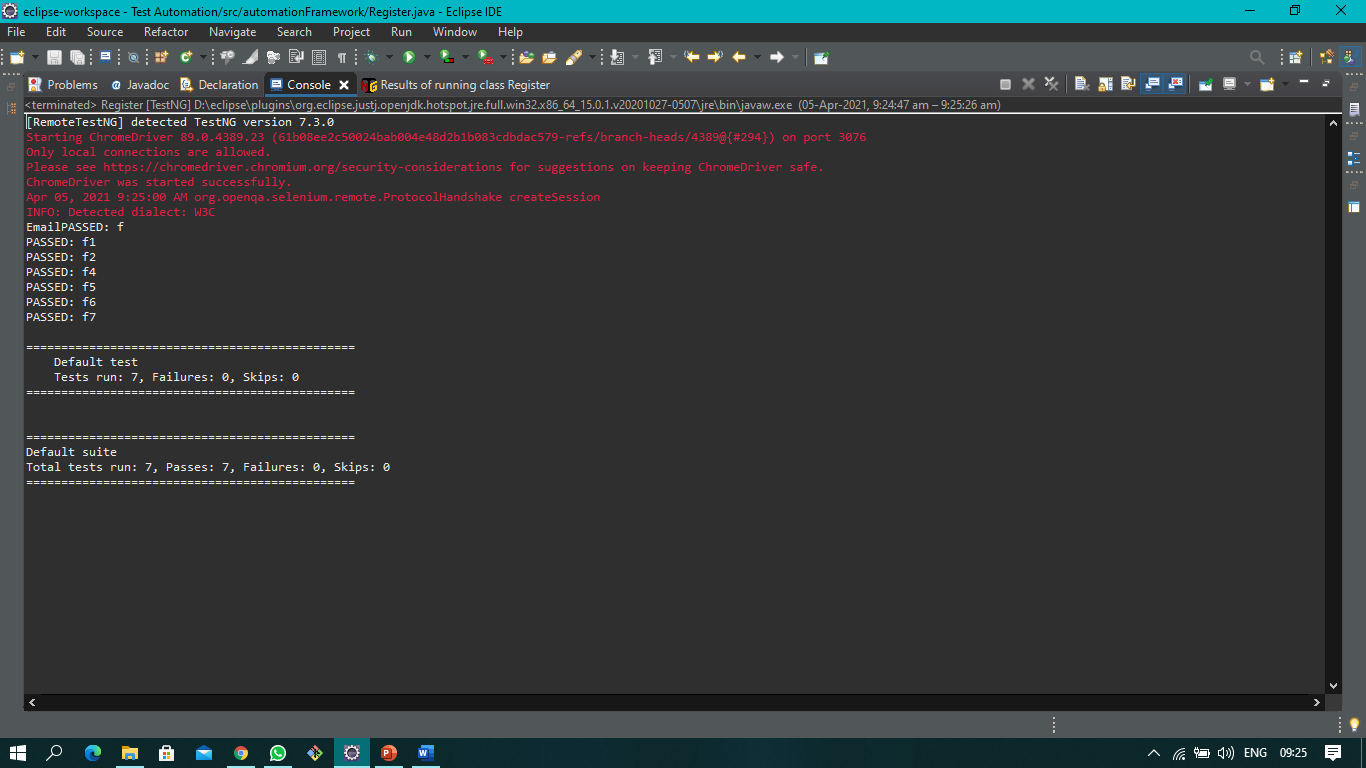 eclipse-workspace - Test Automation/src/automationFramework/Register.java - Eclipse IDE
File Edit Source Refactor Navigate Search Project Run Window Help
Problems @ Javadoc Declaration Console Results of running class Register
<terminated> Register [TestNG] D:\eclipse\plugins\org.eclipse.justj.openjdk.hotspot.jre.full.win32.x86_64_15.0.1.v20201027-0507\jre\bin\javaw.exe (05-Apr-2021, 9:24:47 am – 9:25:26 am)
[RemoteTestNG] detected TestNG version 7.3.0
Starting ChromeDriver 89.0.4389.23 (61b08ee2c50024bab004e48d2b1b083cdbdac579-refs/branch-heads/4389@{#294}) on port 3076
Only local connections are allowed.
Please see https://chromedriver.chromium.org/security-considerations for suggestions on keeping ChromeDriver safe.
ChromeDriver was started successfully.
Apr 05, 2021 9:25:00 AM org.openqa.selenium.remote.ProtocolHandshake createSession
INFO: Detected dialect: W3C
EmailPASSED: f
PASSED: f1
PASSED: f2
PASSED: f4
PASSED: f5
PASSED: f6
PASSED: f7
===============================================
Default test
Tests run: 7, Failures: 0, Skips: 0
===============================================
===============================================
Default suite
Total tests run: 7, Passes: 7, Failures: 0, Skips: 0
===============================================
ENG 09:25